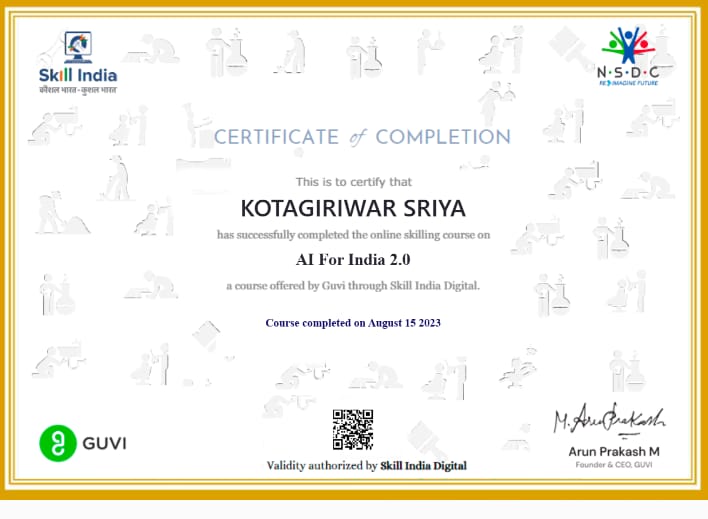 Skill India
कौशल भारत - कुशल भारत
N·S·D·C
RE IMAGINE FUTURE
CERTIFICATE of COMPLETION
This is to certify that
KOTAGIRIWAR SRIYA
has successfully completed the online skilling course on
AI For India 2.0
a course offered by Guvi through Skill India Digital.
Course completed on August 15 2023
GUVI
Validity authorized by Skill India Digital
M. Arun Prakash
Arun Prakash M
Founder & CEO, GUVI